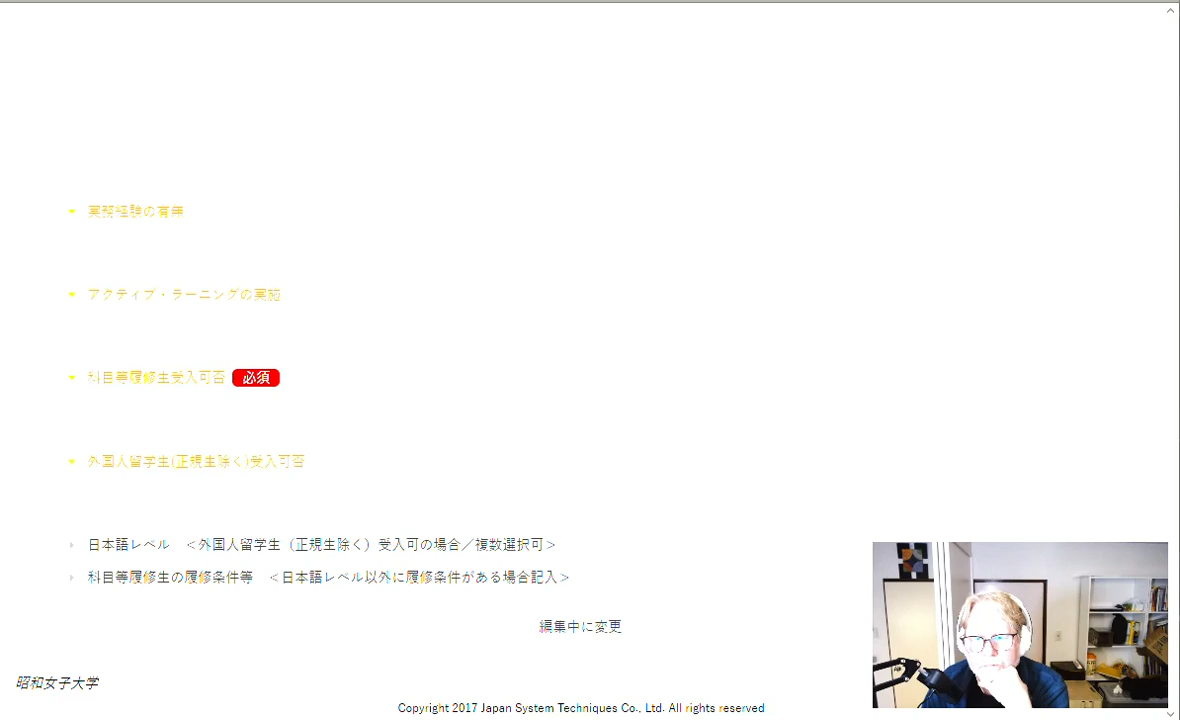 実務経験の有無
アクティブ・ラーニングの実施
科目等履修生受入可否 必須
外国人留学生(正規生除く)受入可否
日本語レベル ＜外国人留学生（正規生除く）受入可の場合／複数選択可＞
科目等履修生の履修条件等 ＜日本語レベル以外に履修条件がある場合記入＞
編集中に変更
昭和女子大学
Copyright 2017 Japan System Techniques Co., Ltd. All rights reserved